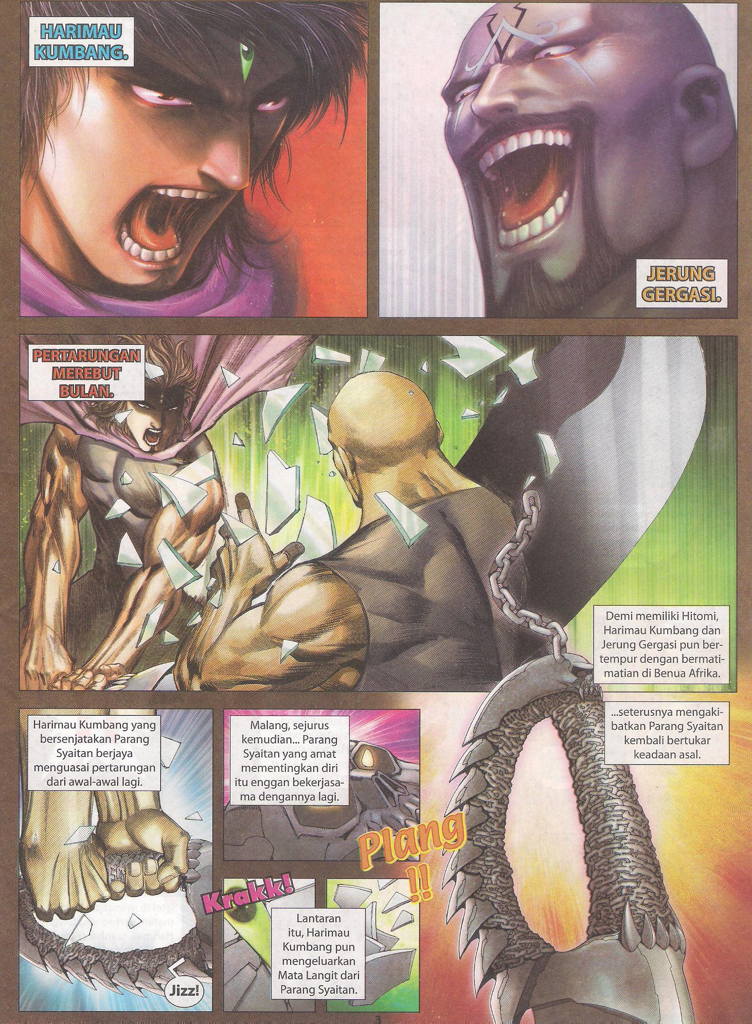 HARIMAU
KUMBANG.
JERUNG
GERGASI.
PERTARUNGAN
MEREBUT
BULAN.
Demi memiliki Hitomi,
Harimau Kumbang dan
Jerung Gergasi pun ber-
tempur dengan bermati-
matian di Benua Afrika.
...seterusnya mengaki-
batkan Parang Syaitan
kembali bertukar
keadaan asal.
Harimau Kumbang yang
bersenjatakan Parang
Syaitan berjaya
menguasai pertarungan
dari awal-awal lagi.
Malang, sejurus
kemudian... Parang
Syaitan yang amat
mementingkan diri
itu enggan bekerjasa-
ma dengannya lagi.
Plang
!!
Krakk!
Lantaran
itu, Harimau
Kumbang pun
mengeluarkan
Mata Langit dari
Parang Syaitan.
Jizz!
3